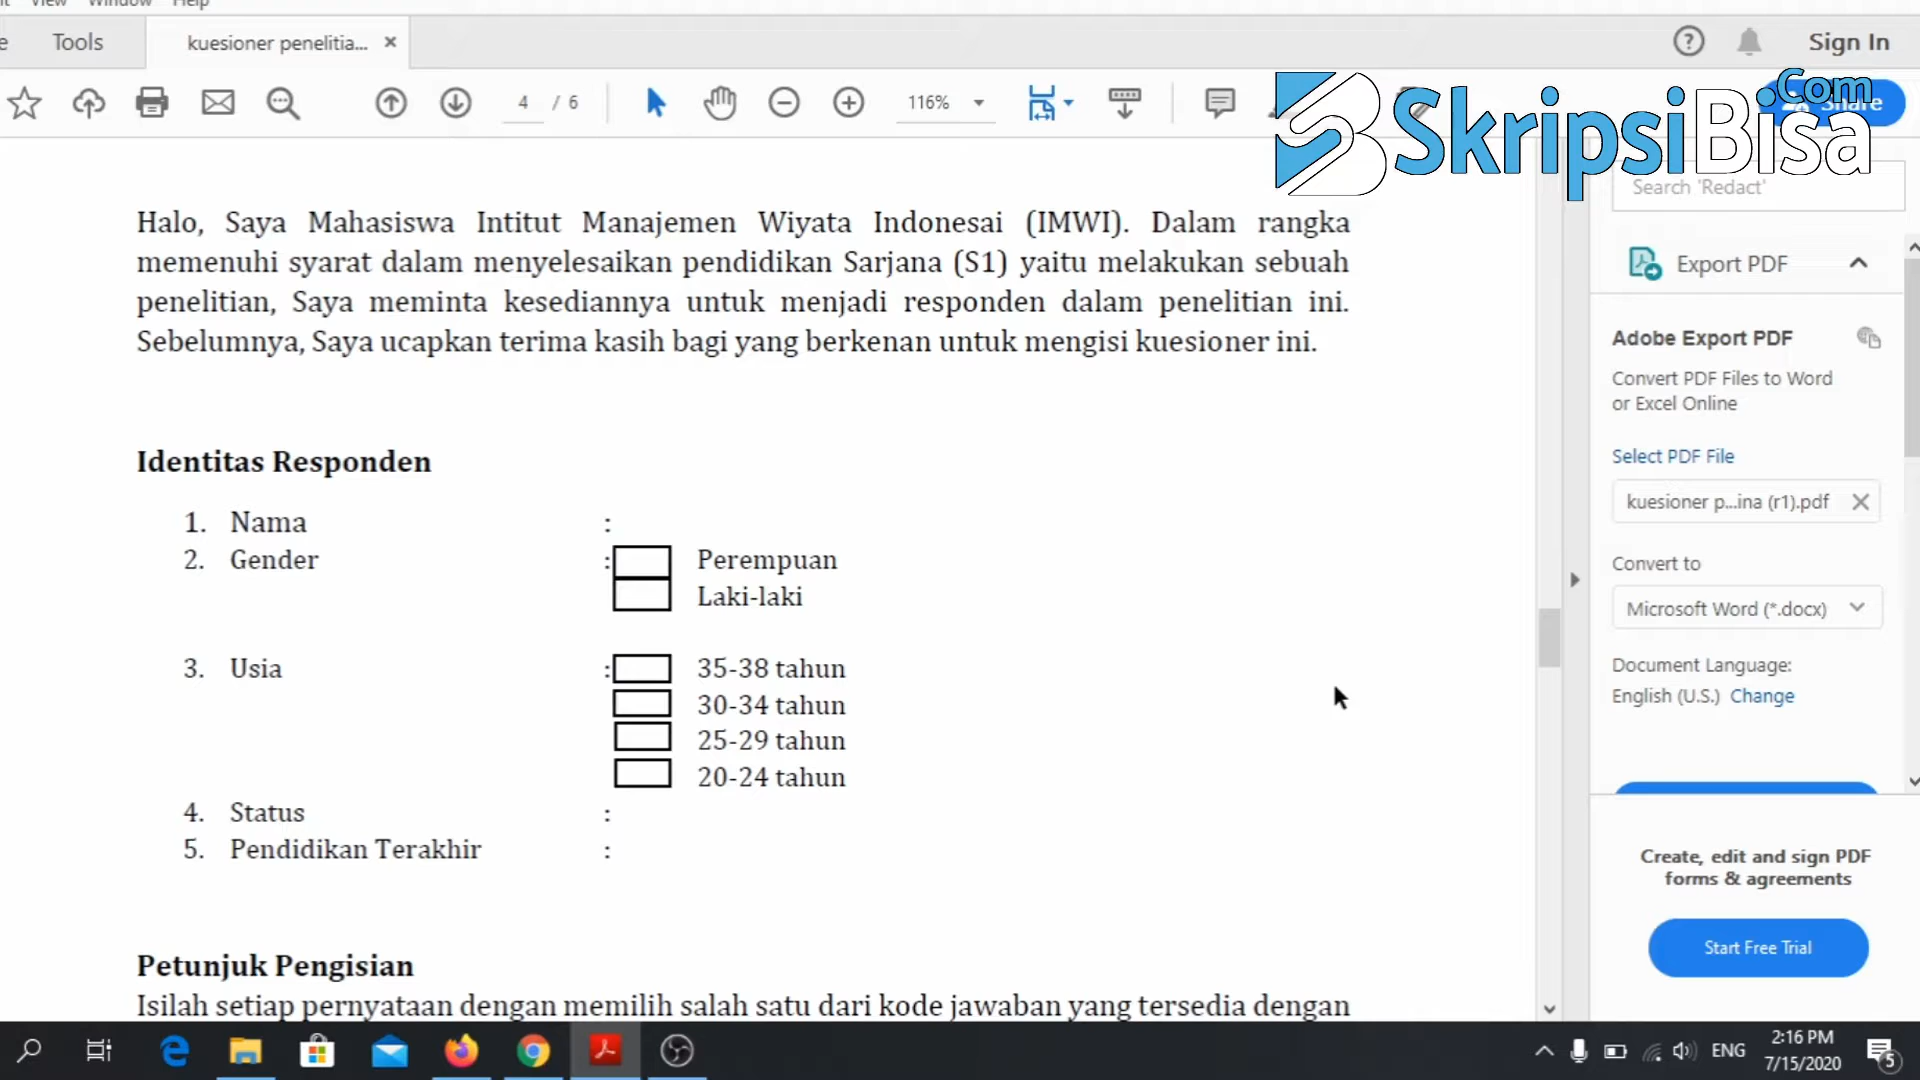 View Window Help
Tools
kuesioner penelitia...
Sign In
4 / 6
116%
Share
SkripsiBisa
Com
Search 'Redact'
Halo, Saya Mahasiswa Intitut Manajemen Wiyata Indonesai (IMWI). Dalam rangka
memenuhi syarat dalam menyelesaikan pendidikan Sarjana (S1) yaitu melakukan sebuah
penelitian, Saya meminta kesediannya untuk menjadi responden dalam penelitian ini.
Sebelumnya, Saya ucapkan terima kasih bagi yang berkenan untuk mengisi kuesioner ini.
Identitas Responden
1. Nama :
2. Gender : Perempuan
Laki-laki
3. Usia : 35-38 tahun
30-34 tahun
25-29 tahun
20-24 tahun
4. Status :
5. Pendidikan Terakhir :
Petunjuk Pengisian
Isilah setiap pernyataan dengan memilih salah satu dari kode jawaban yang tersedia dengan
Export PDF
Adobe Export PDF
Convert PDF Files to Word
or Excel Online
Select PDF File
kuesioner p...ina (r1).pdf
Convert to
Microsoft Word (*.docx)
Document Language:
English (U.S.) Change
Create, edit and sign PDF
forms & agreements
Start Free Trial
ENG
2:16 PM
7/15/2020
5